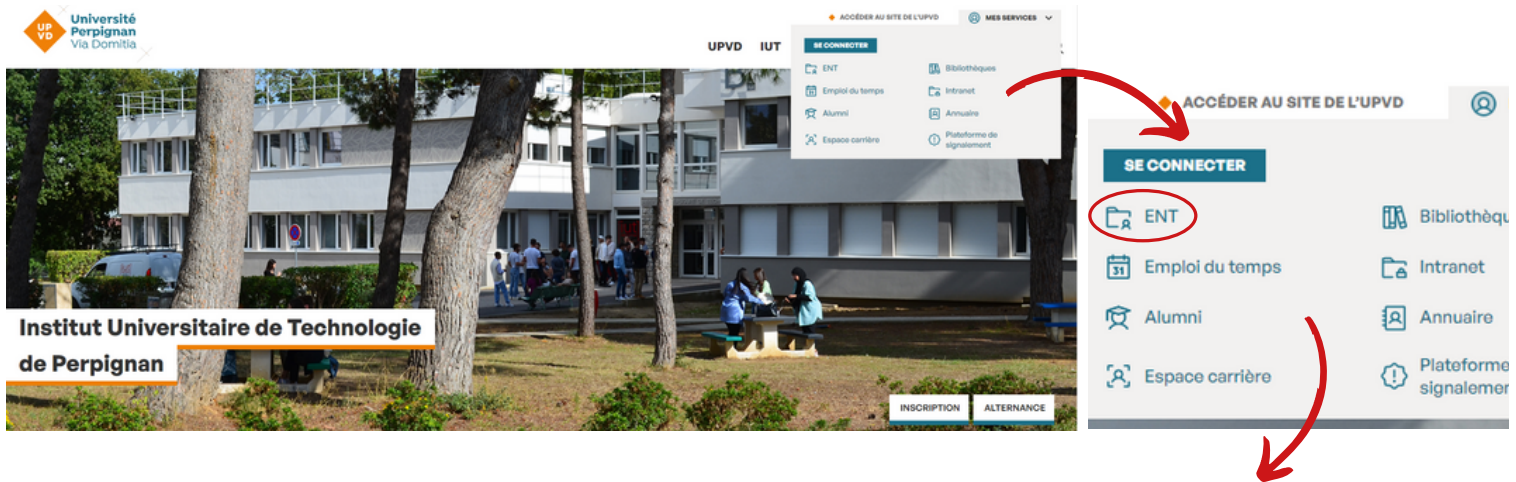 UP
VD
Université
Perpignan
Via Domitia
ACCÉDER AU SITE DE L'UPVD
MES SERVICES
UPVD IUT
SE CONNECTER
ENT
Bibliothèques
Emploi du temps
Intranet
Alumni
Annuaire
Espace carrière
Plateforme de
signalement
Institut Universitaire de Technologie
de Perpignan
INSCRIPTION
ALTERNANCE
ACCÉDER AU SITE DE L'UPVD
SE CONNECTER
ENT
Bibliothèqu
31 Emploi du temps
Intranet
Alumni
Annuaire
Espace carrière
Plateforme
signalemer